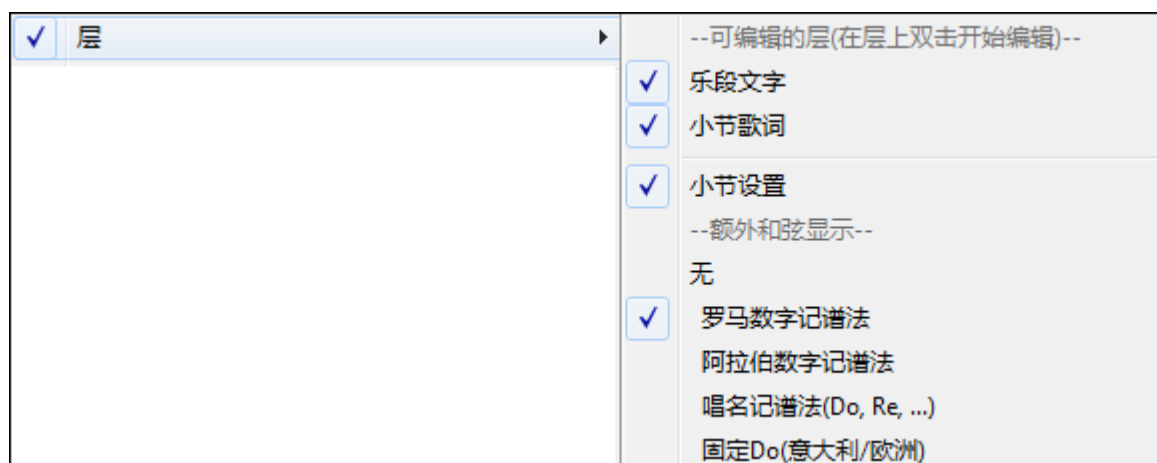 层
--可编辑的层(在层上双击开始编辑)--
乐段文字
小节歌词
小节设置
--额外和弦显示--
无
罗马数字记谱法
阿拉伯数字记谱法
唱名记谱法(Do, Re, ...)
固定Do(意大利/欧洲)